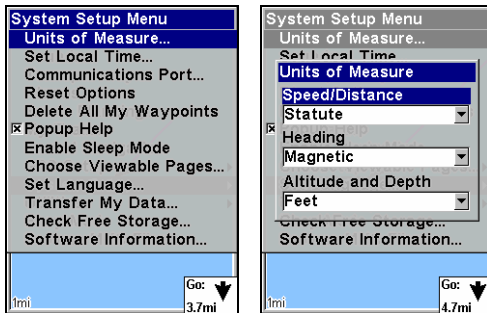 System Setup Menu
Units of Measure...
Set Local Time...
Communications Port...
Reset Options
Delete All My Waypoints
Popup Help
Enable Sleep Mode
Choose Viewable Pages...
Set Language...
Transfer My Data...
Check Free Storage...
Software Information...
1mi
Go:
3.7mi
System Setup Menu
Units of Measure...
Set Local Time
Units of Measure
Speed/Distance
Statute
Heading
Magnetic
Altitude and Depth
Feet
Check Free Storage...
Software Information...
1mi
Go:
4.7mi